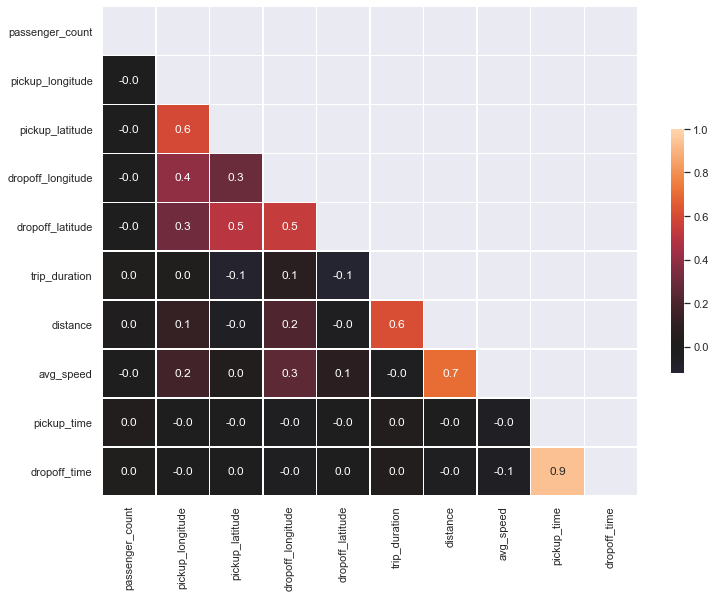 passenger_count
pickup_longitude -0.0
pickup_latitude -0.0 0.6
dropoff_longitude -0.0 0.4 0.3
dropoff_latitude -0.0 0.3 0.5 0.5
trip_duration 0.0 0.0 -0.1 0.1 -0.1
distance 0.0 0.1 -0.0 0.2 -0.0 0.6
avg_speed -0.0 0.2 0.0 0.3 0.1 -0.0 0.7
pickup_time 0.0 -0.0 -0.0 -0.0 -0.0 0.0 -0.0 -0.0
dropoff_time 0.0 -0.0 0.0 -0.0 0.0 0.0 -0.0 -0.1 0.9
passenger_count
pickup_longitude
pickup_latitude
dropoff_longitude
dropoff_latitude
trip_duration
distance
avg_speed
pickup_time
dropoff_time
1.0
0.8
0.6
0.4
0.2
0.0